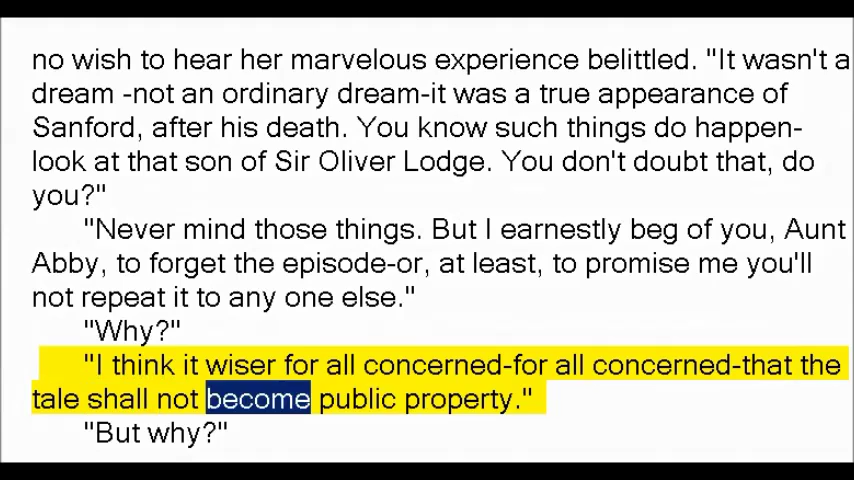 no wish to hear her marvelous experience belittled. "It wasn't a
dream -not an ordinary dream-it was a true appearance of
Sanford, after his death. You know such things do happen-
look at that son of Sir Oliver Lodge. You don't doubt that, do
you?"
"Never mind those things. But I earnestly beg of you, Aunt
Abby, to forget the episode-or, at least, to promise me you'll
not repeat it to any one else."
"Why?"
"I think it wiser for all concerned-for all concerned-that the
tale shall not become public property."
"But why?"